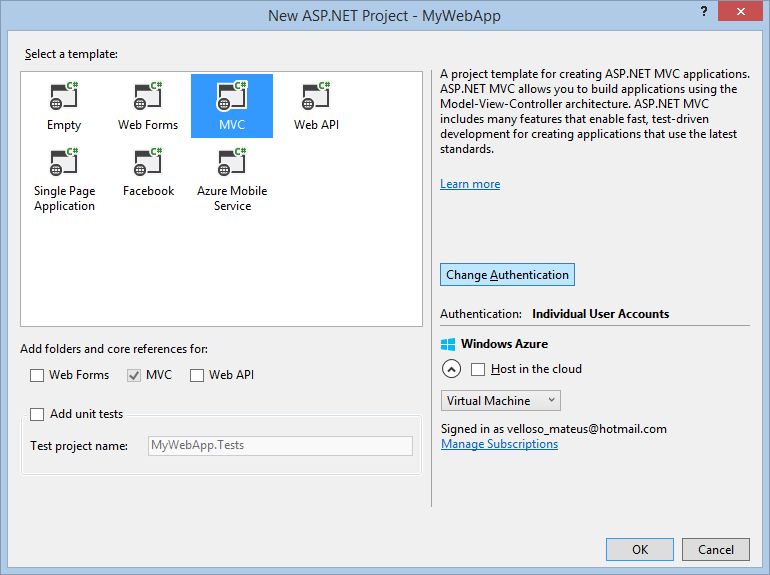 New ASP.NET Project - MyWebApp
?
Select a template:
C# C# C# C#
Empty Web Forms MVC Web API
C# C# C#
Single Page Application Facebook Azure Mobile Service
A project template for creating ASP.NET MVC applications.
ASP.NET MVC allows you to build applications using the
Model-View-Controller architecture. ASP.NET MVC
includes many features that enable fast, test-driven
development for creating applications that use the latest
standards.
Learn more
Change Authentication
Authentication: Individual User Accounts
Windows Azure
Host in the cloud
Virtual Machine
Signed in as velloso_mateus@hotmail.com
Manage Subscriptions
Add folders and core references for:
Web Forms MVC Web API
Add unit tests
Test project name: MyWebApp.Tests
OK Cancel